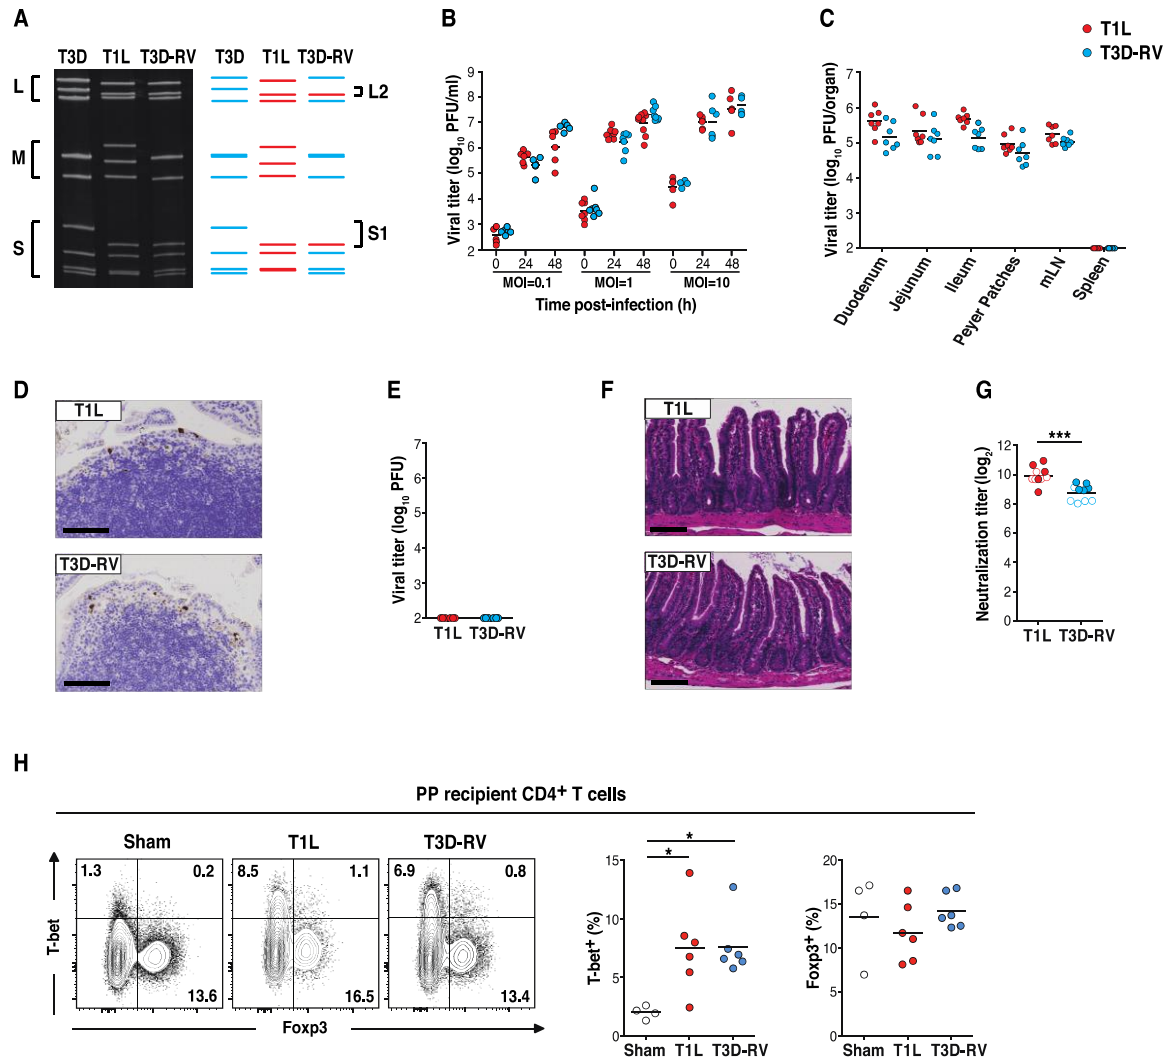 A
T3D T1L T3D-RV T3D T1L T3D-RV
L
M
S
L2
S1
B
Viral titer (log10 PFU/ml)
9
8
7
6
5
4
3
2
0 24 48 0 24 48 0 24 48
MOI=0.1 MOI=1 MOI=10
Time post-infection (h)
C
T1L
T3D-RV
Viral titer (log10 PFU/organ)
7
6
5
4
3
2
Duodenum
Jejunum
Ileum
Peyer Patches
mLN
Spleen
D
T1L
T3D-RV
E
Viral titer (log10 PFU)
7
6
5
4
3
2
T1L T3D-RV
F
T1L
T3D-RV
G
***
Neutralization titer (log2)
12
10
8
6
4
2
0
T1L T3D-RV
H
PP recipient CD4+ T cells
Sham T1L T3D-RV
1.3 0.2 8.5 1.1 6.9 0.8
13.6 16.5 13.4
T-bet
Foxp3
*
*
T-bet+ (%)
15
10
5
0
Sham T1L T3D-RV
Foxp3+ (%)
20
15
10
5
0
Sham T1L T3D-RV